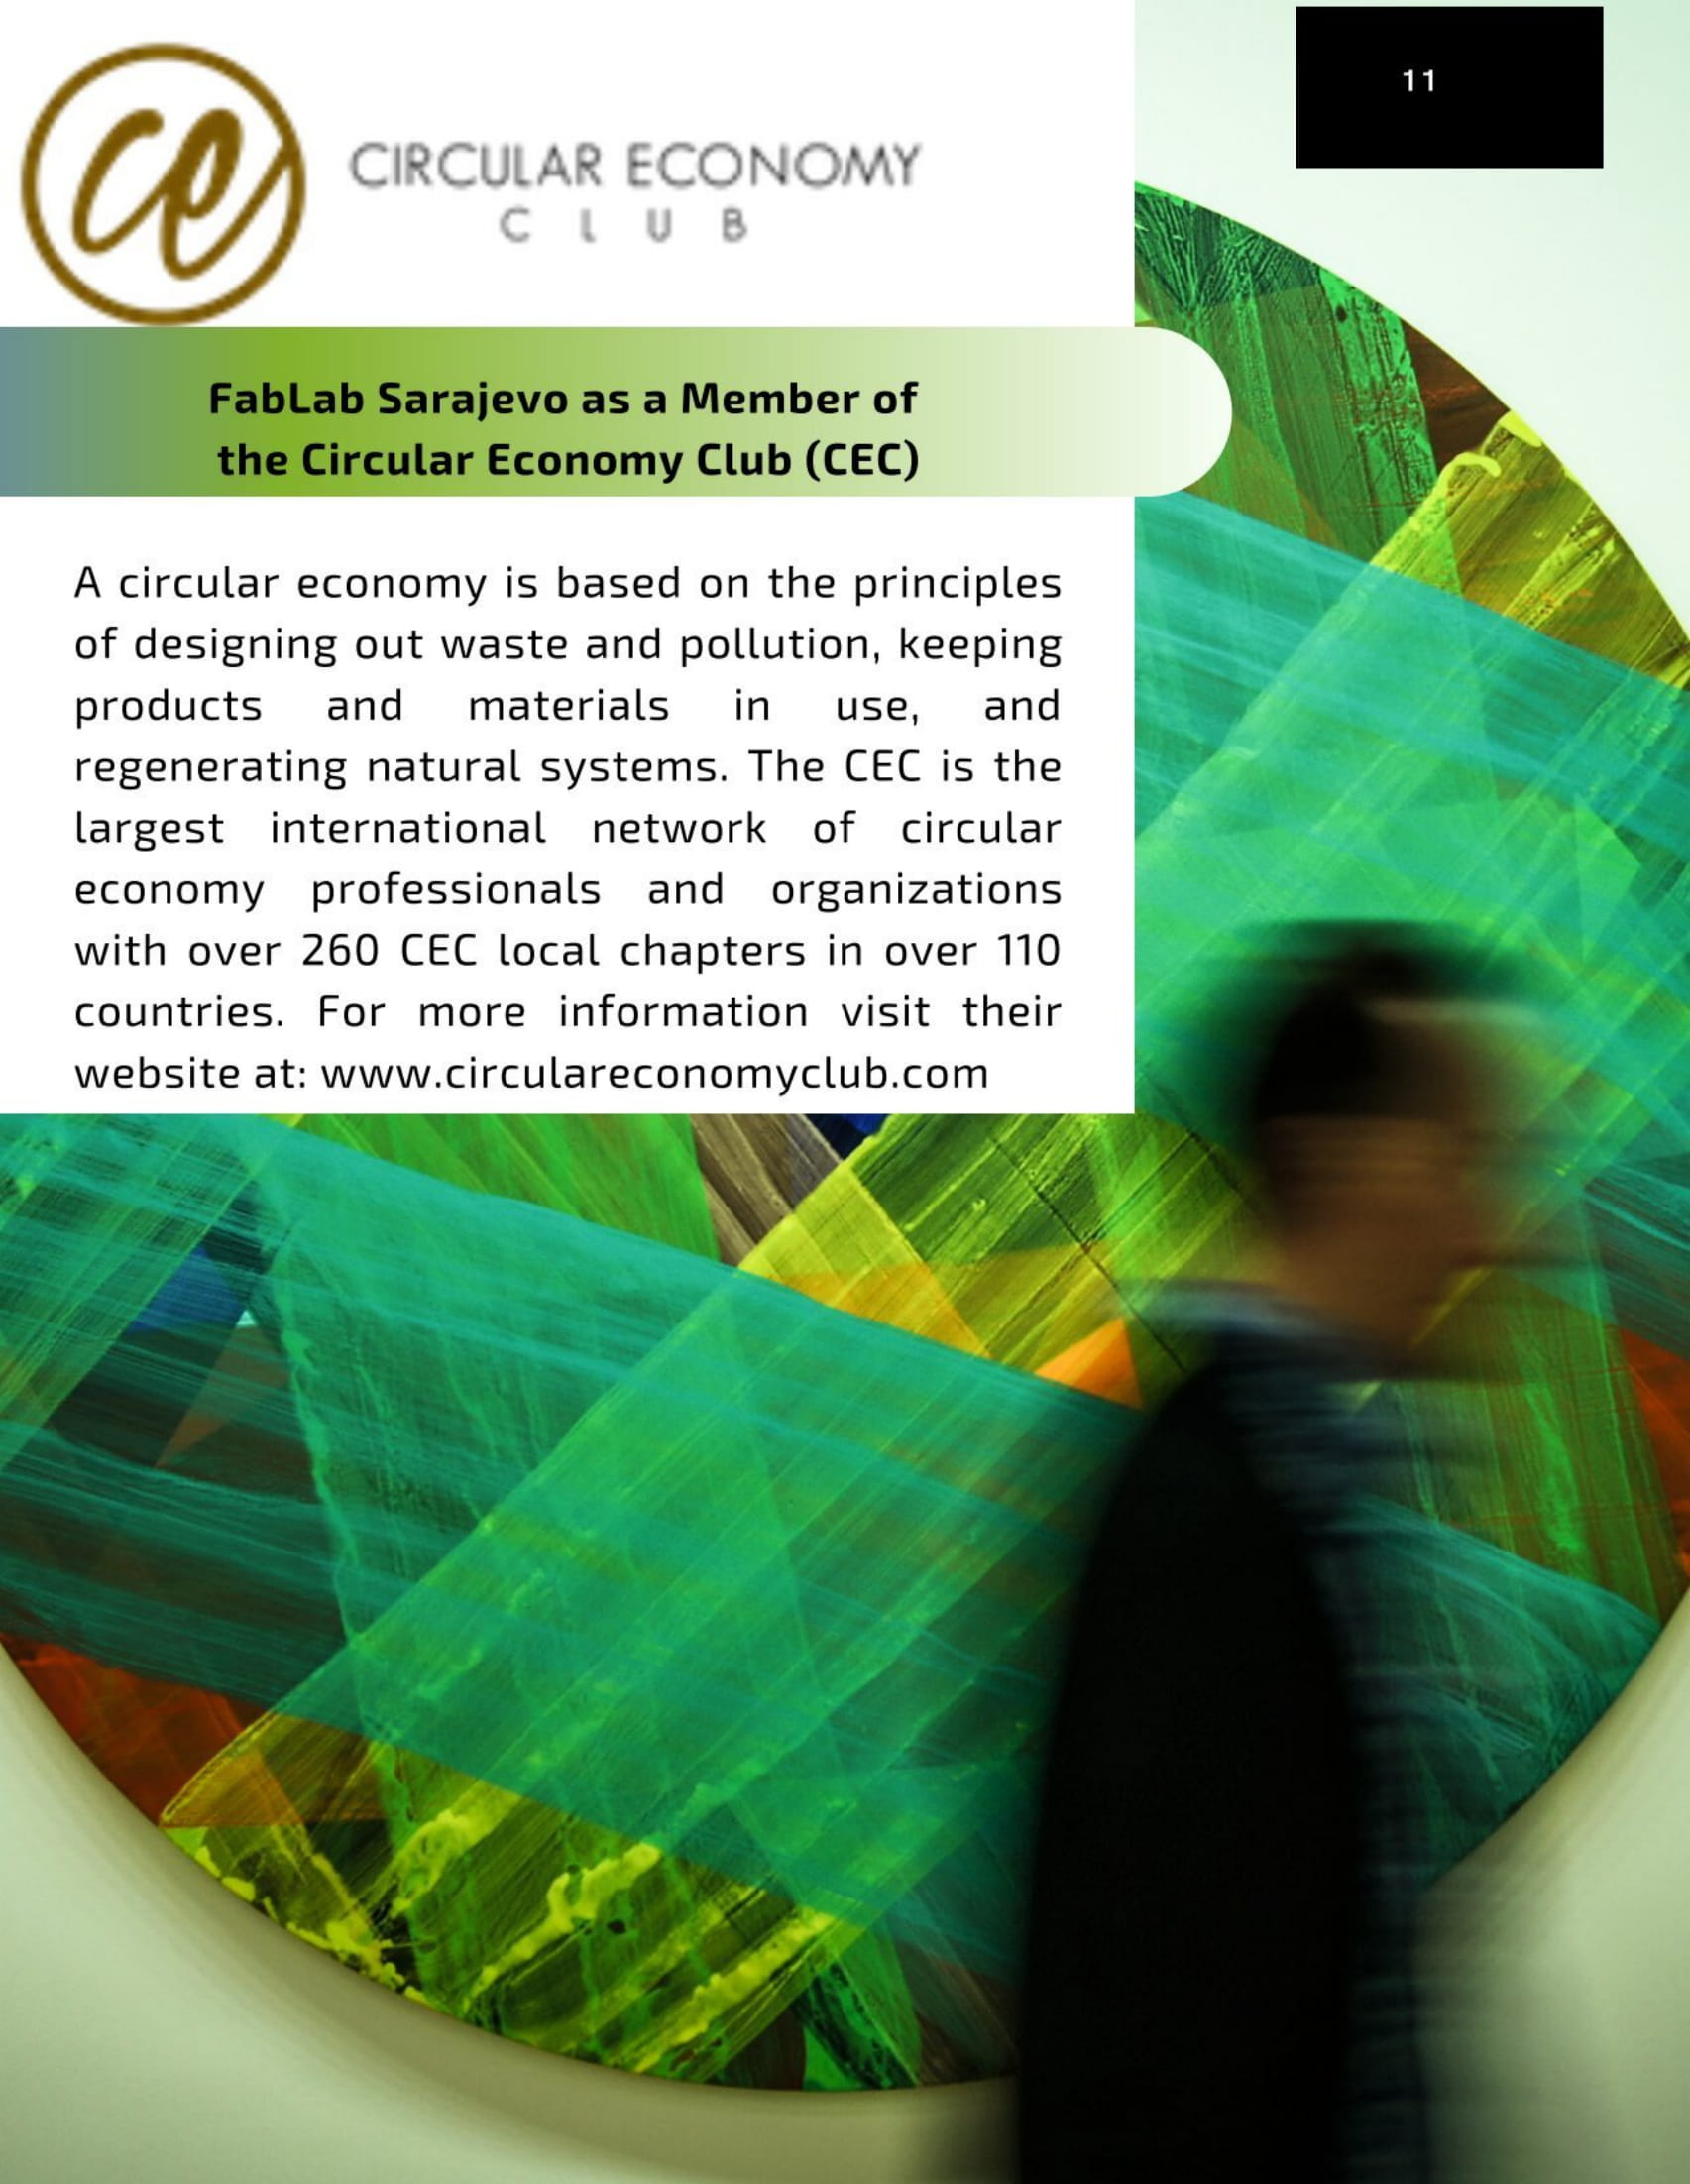 11
ce
CIRCULAR ECONOMY
CLUB
FabLab Sarajevo as a Member of
the Circular Economy Club (CEC)
A circular economy is based on the principles
of designing out waste and pollution, keeping
products and materials in use, and
regenerating natural systems. The CEC is the
largest international network of circular
economy professionals and organizations
with over 260 CEC local chapters in over 110
countries. For more information visit their
website at: www.circulareconomyclub.com